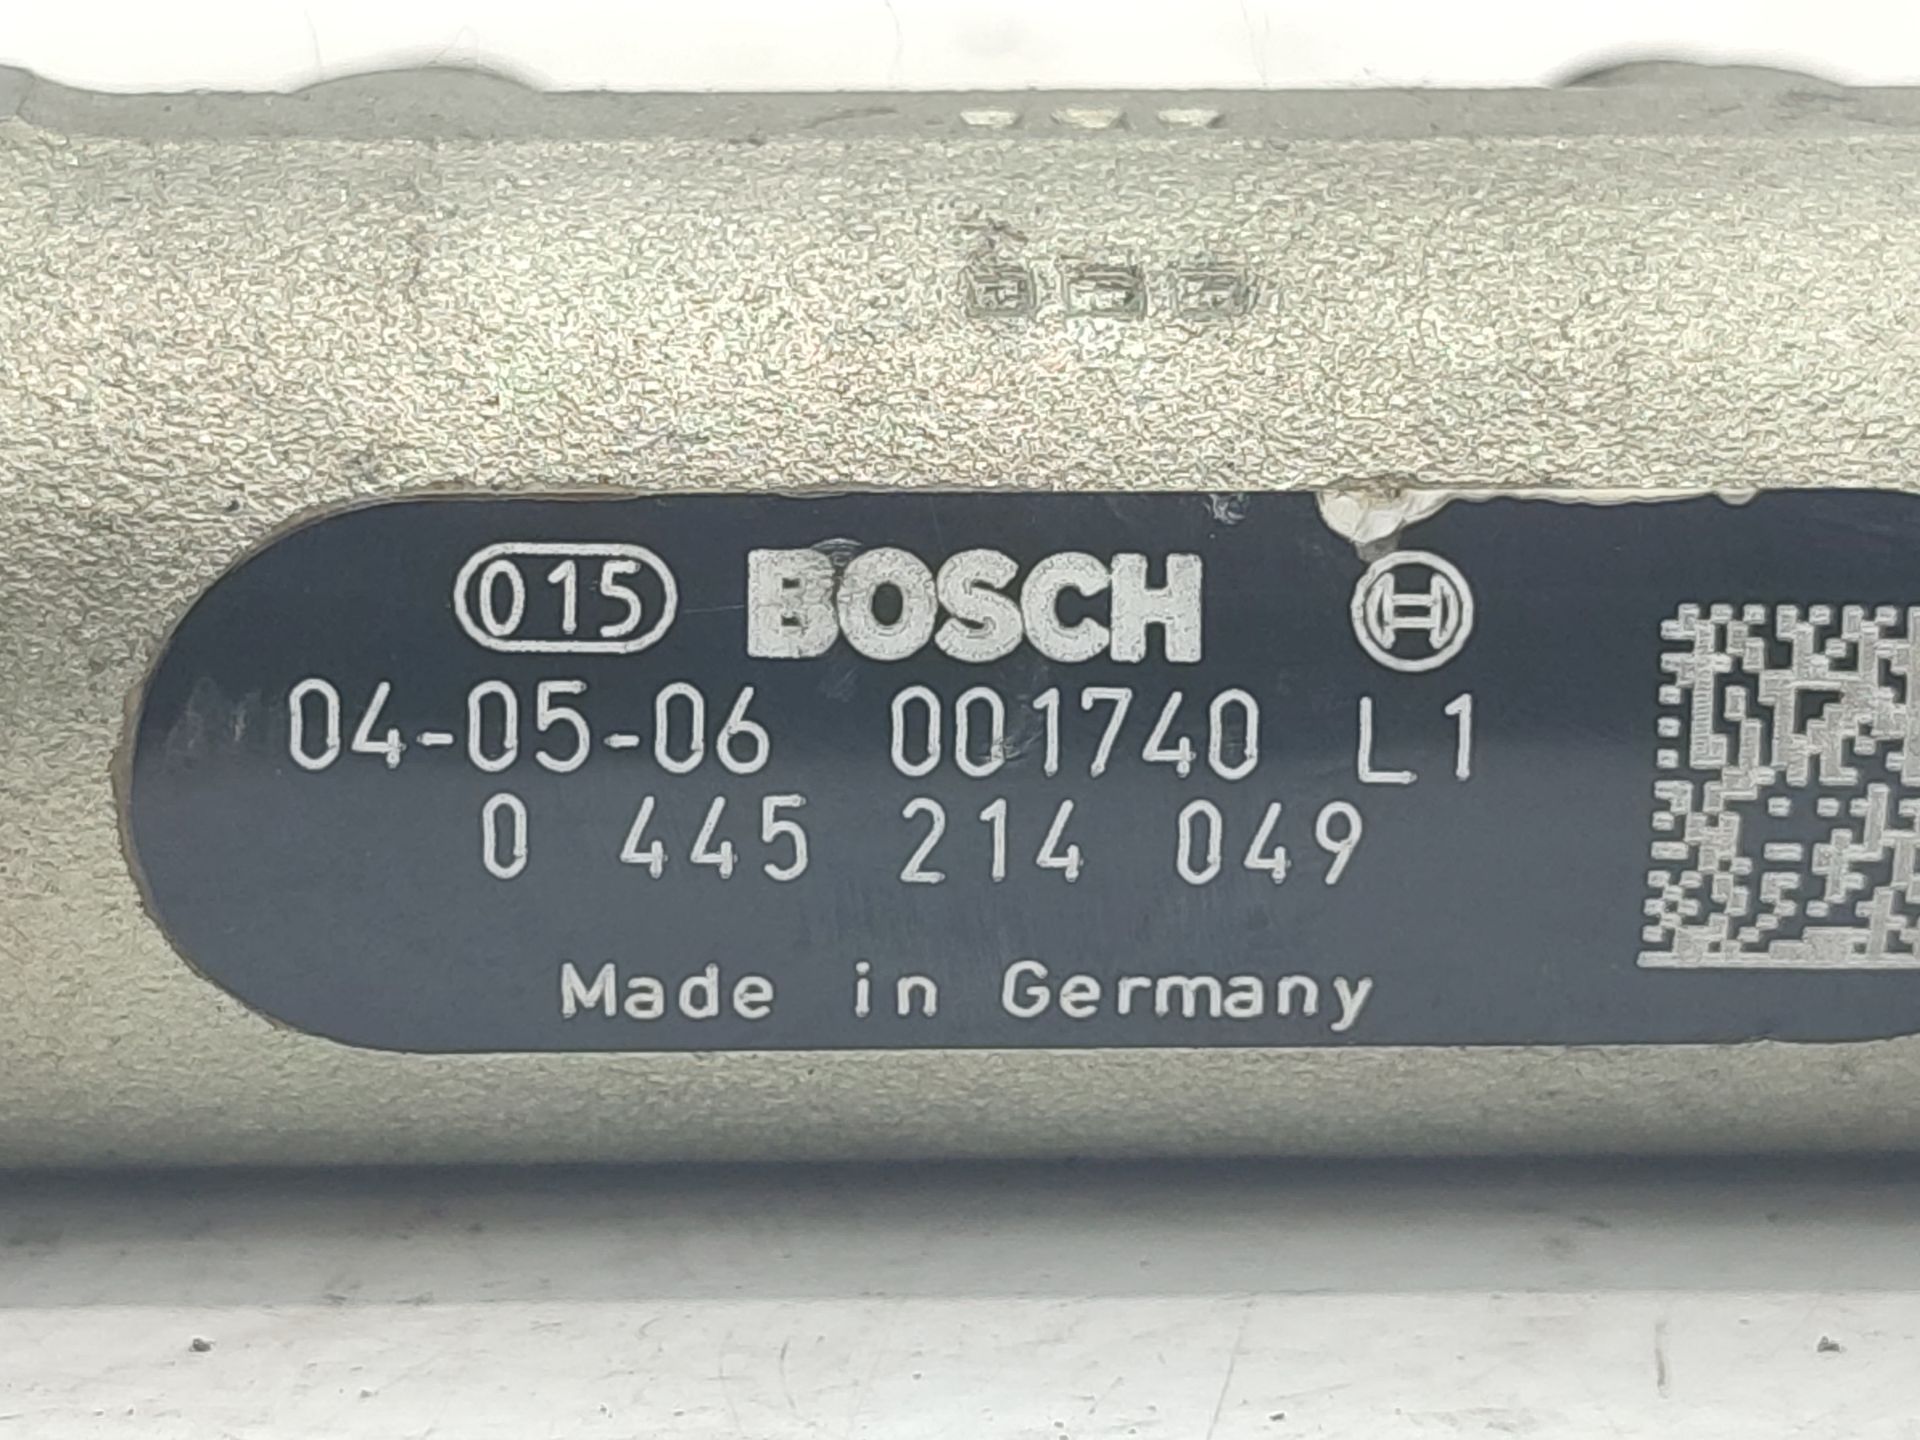 015 BOSCH
04-05-06 001740 L1
0 445 214 049
Made in Germany